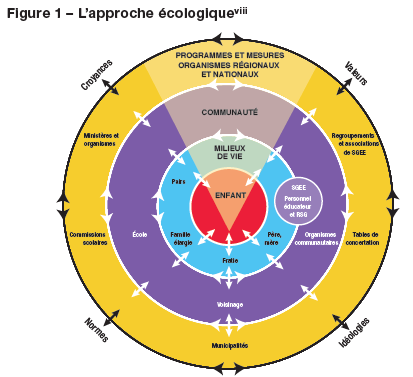 Figure 1 – L'approche écologiqueviii
PROGRAMMES ET MESURES
ORGANISMES RÉGIONAUX
ET NATIONAUX
Croyances
Valeurs
COMMUNAUTÉ
Ministères et
organismes
Regroupements
et associations
de SGEE
MILIEUX
DE VIE
Pairs
ENFANT
SGEE
Personnel
éducateur
et RSG
Commissions
scolaires
École
Famille
élargie
Père,
mère
Organismes
communautaires
Tables de
concertation
Fratie
Voisinage
Normes
Idéologies
Municipalités